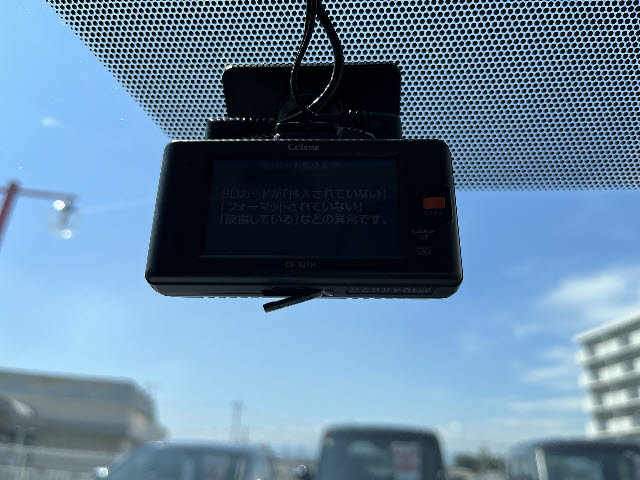 Cellstar
SDカードが「挿入されていない」
「フォーマットされていない」
「破損している」などの異常です。
CS-32FH